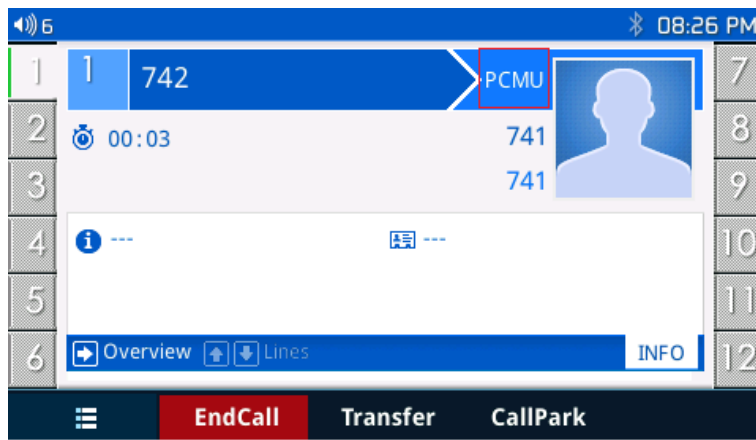 6 08:26 PM
1 1 742 PCMU 7
2 00:03 741 8
3 741 9
4 --- --- 10
5 11
6 Overview Lines INFO 12
EndCall Transfer CallPark